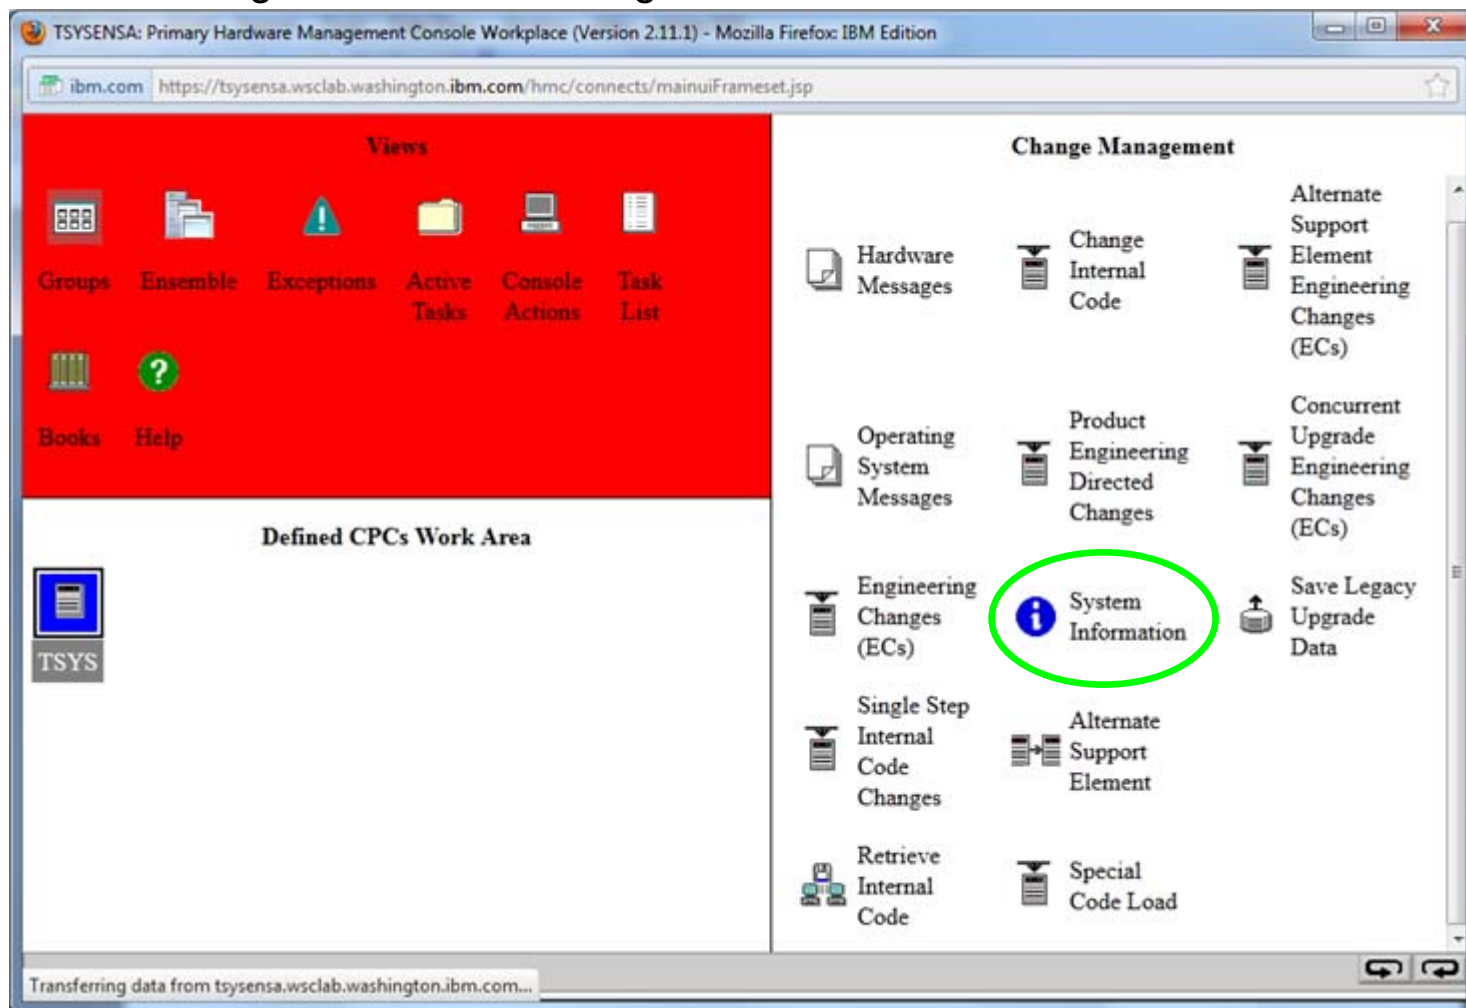 TSYSENSA: Primary Hardware Management Console Workplace (Version 2.11.1) - Mozilla Firefox: IBM Edition
ibm.com https://tsysensa.wsclab.washington.ibm.com/hmc/connects/mainuiFrameset.jsp
Views
Groups
Ensemble
Exceptions
Active
Tasks
Console
Actions
Task
List
Books
Help
Defined CPCs Work Area
TSYS
Change Management
Hardware
Messages
Change
Internal
Code
Alternate
Support
Element
Engineering
Changes
(ECs)
Operating
System
Messages
Product
Engineering
Directed
Changes
Concurrent
Upgrade
Engineering
Changes
(ECs)
Engineering
Changes
(ECs)
System
Information
Save Legacy
Upgrade
Data
Single Step
Internal
Code
Changes
Alternate
Support
Element
Retrieve
Internal
Code
Special
Code Load
Transferring data from tsysensa.wsclab.washington.ibm.com...